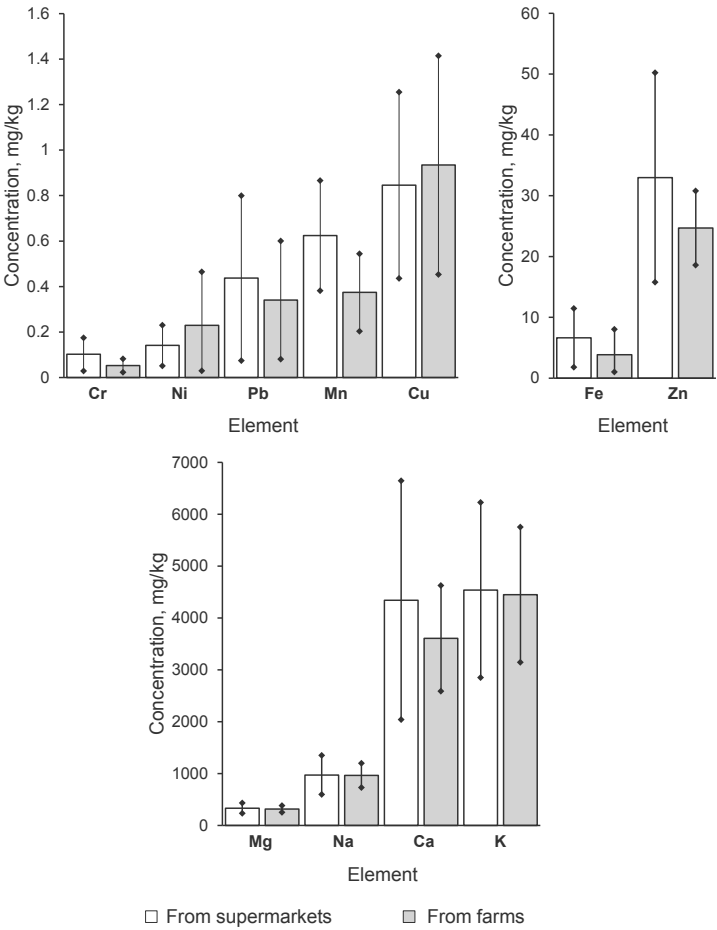 Concentration, mg/kg
1.6
1.4
1.2
1
0.8
0.6
0.4
0.2
0
Cr Ni Pb Mn Cu
Element
Concentration, mg/kg
60
50
40
30
20
10
0
Fe Zn
Element
Concentration, mg/kg
7000
6000
5000
4000
3000
2000
1000
0
Mg Na Ca K
Element
From supermarkets From farms